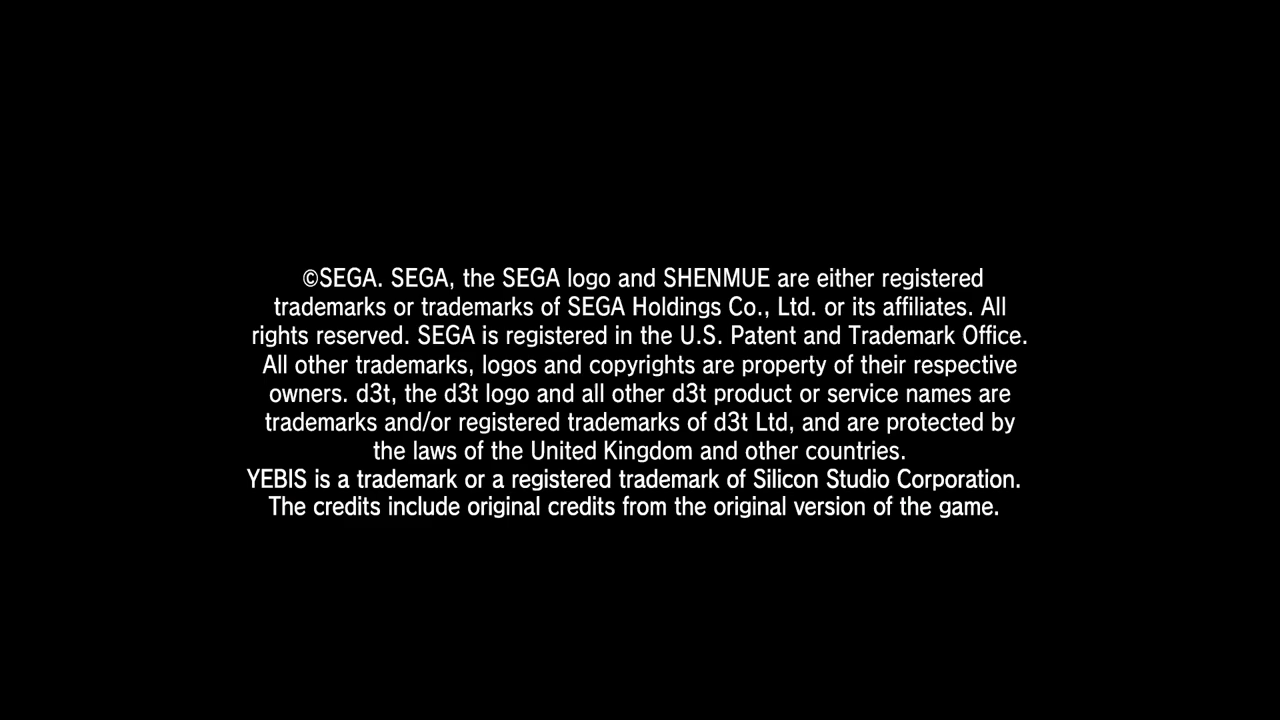 ©SEGA. SEGA, the SEGA logo and SHENMUE are either registered
trademarks or trademarks of SEGA Holdings Co., Ltd. or its affiliates. All
rights reserved. SEGA is registered in the U.S. Patent and Trademark Office.
All other trademarks, logos and copyrights are property of their respective
owners. d3t, the d3t logo and all other d3t product or service names are
trademarks and/or registered trademarks of d3t Ltd, and are protected by
the laws of the United Kingdom and other countries.
YEBIS is a trademark or a registered trademark of Silicon Studio Corporation.
The credits include original credits from the original version of the game.